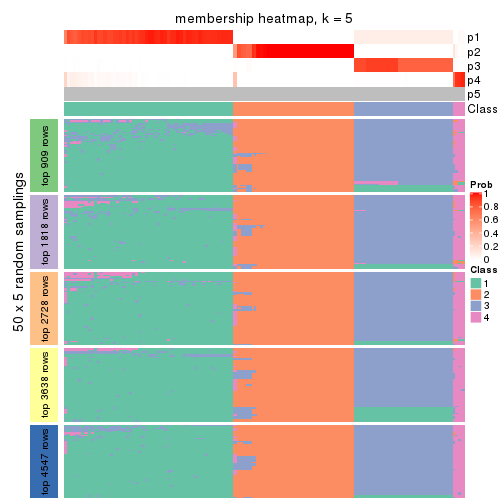 membership heatmap, k = 5
p1
p2
p3
p4
p5
Class
50 x 5 random samplings
top 909 rows
top 1818 rows
top 2728 rows
top 3638 rows
top 4547 rows
Prob
1
0.8
0.6
0.4
0.2
0
Class
1
2
3
4